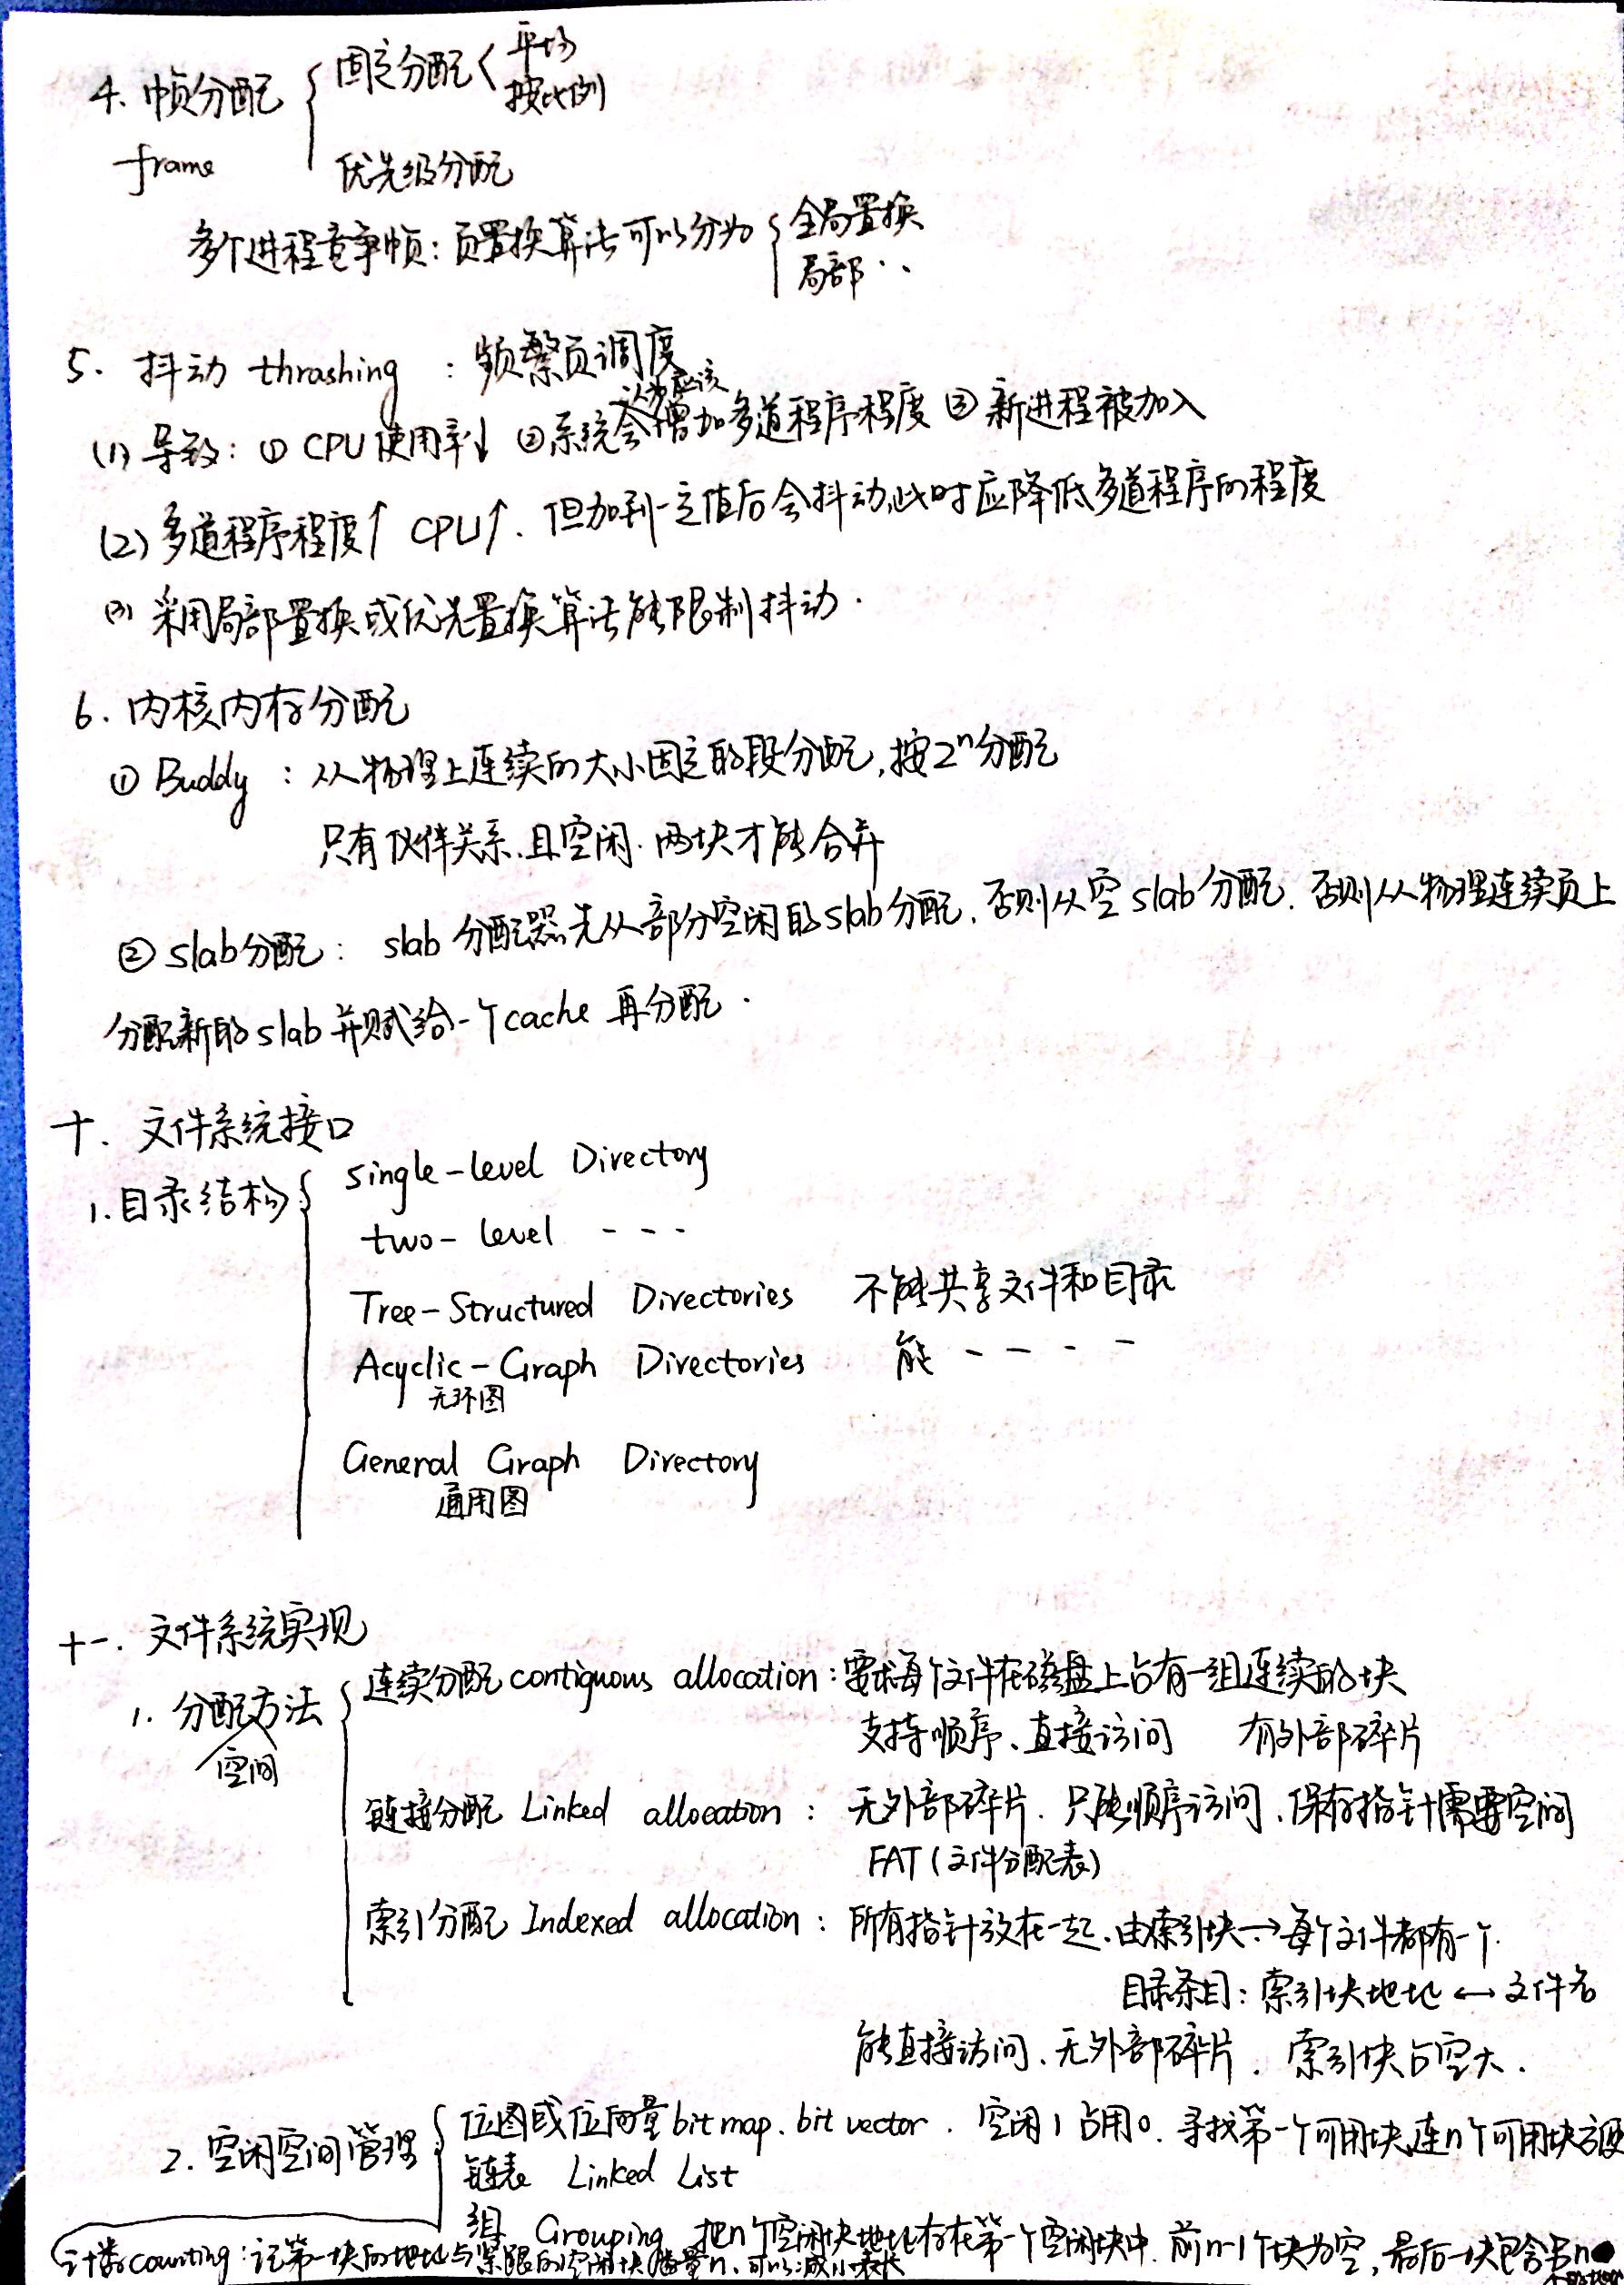 4. 帧分配 { 固定分配 < 平均
按比例
frame 优先级分配
多个进程竞争帧: 页置换算法可以分为 { 全局置换
局部 ··
5. 抖动 thrashing : 频繁页调度
认为应该
(1) 导致: ① CPU使用率↓ ②系统会增加多道程序程度 ③ 新进程被加入
(2) 多道程序程度↑ CPU↑. 但加到一定值后会抖动,此时应降低多道程序的程度
(3) 采用局部置换或优先置换算法能限制抖动.
6. 内核内存分配
① Buddy : 从物理上连续的大小固定的段分配, 按2ⁿ分配
只有伙伴关系、且空闲. 两块才能合并
② slab分配: slab 分配器先从部分空闲的slab分配, 否则从空slab分配. 否则从物理连续页上
分配新的slab并赋给一个cache 再分配.
十. 文件系统接口
1.目录结构 { single-level Directory
two-level - - -
Tree-Structured Directories 不能共享文件和目录
Acyclic-Graph Directories 能 - - - -
无环图
General Graph Directory
通用图
十一. 文件系统实现
1. 分配方法 { 连续分配 contiguous allocation: 要求每个文件在磁盘上占有一组连续的块
空间 支持顺序、直接访问 有外部碎片
链接分配 Linked allocation: 无外部碎片. 只能顺序访问、保存指针需要空间
FAT (文件分配表)
索引分配 Indexed allocation: 所有指针放在一起、由索引块→每个文件都有一个.
目录条目: 索引块地址 ↔ 文件名
能直接访问、无外部碎片. 索引块占空大.
2. 空闲空间管理 { 位图或位向量 bit map. bit vector. 空闲1 占用0. 寻找第一个可用块,连n个可用块方便
链表 Linked List
组 Grouping 把n个空闲块地址存在第一个空闲块中. 前n-1个块为空, 最后一块包含另n
计数counting: 记第一块的地址与紧跟的空闲块数量n, 可以减小表长